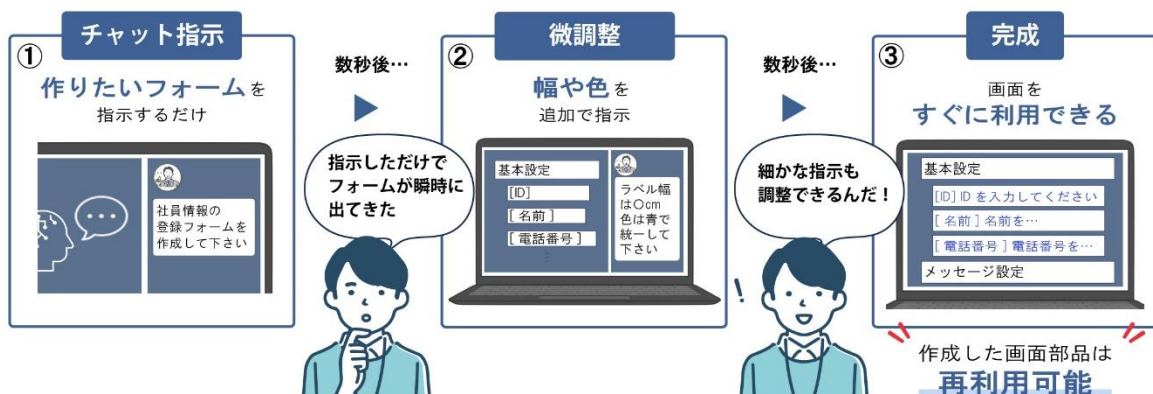 ①
チャット指示
作りたいフォームを
指示するだけ
社員情報の
登録フォームを
作成して下さい
数秒後…
指示しただけで
フォームが瞬時に
出てきた
②
微調整
幅や色を
追加で指示
基本設定
[ID]
[ 名前 ]
[ 電話番号 ]
ラベル幅
は〇cm
色は青で
統一して
下さい
数秒後…
細かな指示も
調整できるんだ！
!
③
完成
画面を
すぐに利用できる
基本設定
[ID] ID を入力してください
[ 名前 ] 名前を…
[ 電話番号 ] 電話番号を…
メッセージ設定
作成した画面部品は
再利用可能